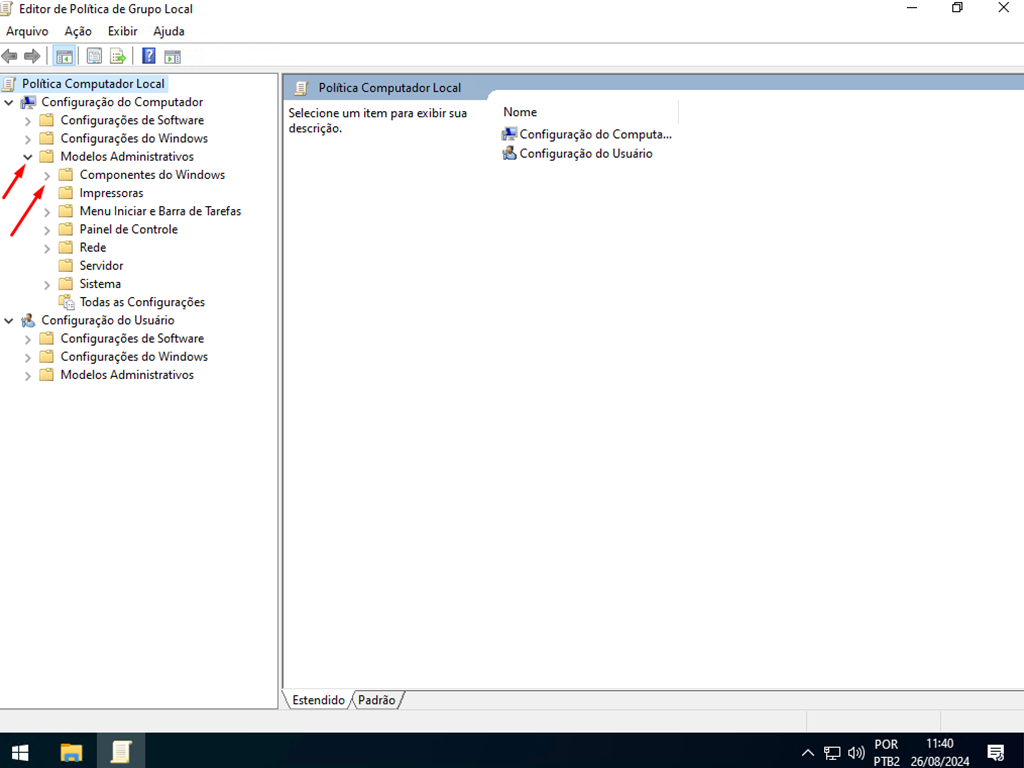 Editor de Política de Grupo Local
Arquivo Ação Exibir Ajuda
Política Computador Local
Configuração do Computador
Configurações de Software
Configurações do Windows
Modelos Administrativos
Componentes do Windows
Impressoras
Menu Iniciar e Barra de Tarefas
Painel de Controle
Rede
Servidor
Sistema
Todas as Configurações
Configuração do Usuário
Configurações de Software
Configurações do Windows
Modelos Administrativos
Política Computador Local
Selecione um item para exibir sua
descrição.
Nome
Configuração do Computa...
Configuração do Usuário
Estendido Padrão
POR
PTB2
11:40
26/08/2024